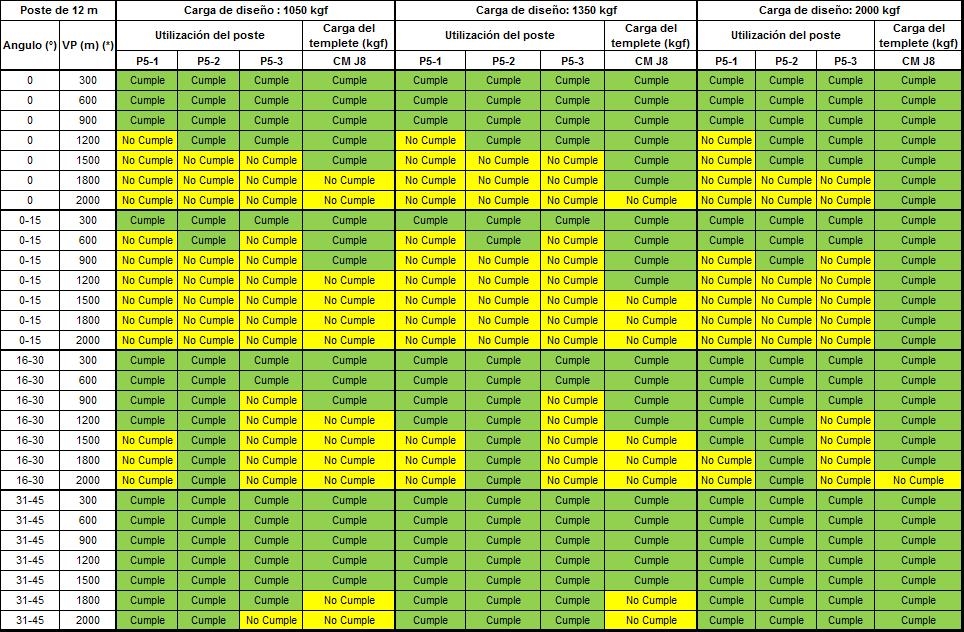 Poste de 12 m Carga de diseño : 1050 kgf Carga de diseño: 1350 kgf Carga de diseño: 2000 kgf
Angulo (°) VP (m) (*) Utilización del poste Carga del templete (kgf) Utilización del poste Carga del templete (kgf) Utilización del poste Carga del templete (kgf)
P5-1 P5-2 P5-3 CM J8 P5-1 P5-2 P5-3 CM J8 P5-1 P5-2 P5-3 CM J8
0 300 Cumple Cumple Cumple Cumple Cumple Cumple Cumple Cumple Cumple Cumple Cumple Cumple
0 600 Cumple Cumple Cumple Cumple Cumple Cumple Cumple Cumple Cumple Cumple Cumple Cumple
0 900 Cumple Cumple Cumple Cumple Cumple Cumple Cumple Cumple Cumple Cumple Cumple Cumple
0 1200 No Cumple Cumple Cumple Cumple No Cumple Cumple Cumple Cumple No Cumple Cumple Cumple Cumple
0 1500 No Cumple No Cumple No Cumple Cumple No Cumple No Cumple No Cumple Cumple No Cumple Cumple Cumple Cumple
0 1800 No Cumple No Cumple No Cumple No Cumple No Cumple No Cumple No Cumple Cumple No Cumple No Cumple No Cumple Cumple
0 2000 No Cumple No Cumple No Cumple No Cumple No Cumple No Cumple No Cumple No Cumple No Cumple No Cumple No Cumple Cumple
0-15 300 Cumple Cumple Cumple Cumple Cumple Cumple Cumple Cumple Cumple Cumple Cumple Cumple
0-15 600 No Cumple Cumple No Cumple Cumple No Cumple Cumple No Cumple Cumple Cumple Cumple Cumple Cumple
0-15 900 No Cumple No Cumple No Cumple Cumple No Cumple No Cumple No Cumple Cumple No Cumple Cumple No Cumple Cumple
0-15 1200 No Cumple No Cumple No Cumple No Cumple No Cumple No Cumple No Cumple Cumple No Cumple No Cumple No Cumple Cumple
0-15 1500 No Cumple No Cumple No Cumple No Cumple No Cumple No Cumple No Cumple No Cumple No Cumple No Cumple No Cumple Cumple
0-15 1800 No Cumple No Cumple No Cumple No Cumple No Cumple No Cumple No Cumple No Cumple No Cumple No Cumple No Cumple Cumple
0-15 2000 No Cumple No Cumple No Cumple No Cumple No Cumple No Cumple No Cumple No Cumple No Cumple No Cumple No Cumple Cumple
16-30 300 Cumple Cumple Cumple Cumple Cumple Cumple Cumple Cumple Cumple Cumple Cumple Cumple
16-30 600 Cumple Cumple Cumple Cumple Cumple Cumple Cumple Cumple Cumple Cumple Cumple Cumple
16-30 900 Cumple Cumple No Cumple Cumple Cumple Cumple No Cumple Cumple Cumple Cumple Cumple Cumple
16-30 1200 Cumple Cumple No Cumple No Cumple Cumple Cumple No Cumple Cumple Cumple Cumple No Cumple Cumple
16-30 1500 No Cumple Cumple No Cumple No Cumple No Cumple Cumple No Cumple No Cumple Cumple Cumple No Cumple Cumple
16-30 1800 No Cumple Cumple No Cumple No Cumple No Cumple Cumple No Cumple No Cumple No Cumple Cumple No Cumple Cumple
16-30 2000 No Cumple Cumple No Cumple No Cumple No Cumple Cumple No Cumple No Cumple No Cumple Cumple No Cumple No Cumple
31-45 300 Cumple Cumple Cumple Cumple Cumple Cumple Cumple Cumple Cumple Cumple Cumple Cumple
31-45 600 Cumple Cumple Cumple Cumple Cumple Cumple Cumple Cumple Cumple Cumple Cumple Cumple
31-45 900 Cumple Cumple Cumple Cumple Cumple Cumple Cumple Cumple Cumple Cumple Cumple Cumple
31-45 1200 Cumple Cumple Cumple Cumple Cumple Cumple Cumple Cumple Cumple Cumple Cumple Cumple
31-45 1500 Cumple Cumple Cumple Cumple Cumple Cumple Cumple Cumple Cumple Cumple Cumple Cumple
31-45 1800 Cumple Cumple Cumple No Cumple Cumple Cumple Cumple No Cumple Cumple Cumple Cumple Cumple
31-45 2000 Cumple Cumple No Cumple No Cumple Cumple Cumple Cumple No Cumple Cumple Cumple Cumple Cumple